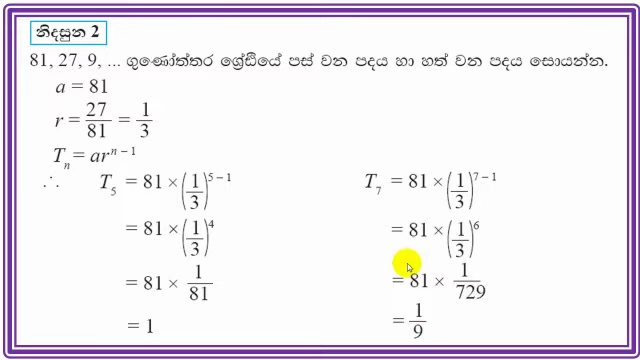 නිදසුන 2
81, 27, 9, ... ගුණෝත්තර ශ්‍රේඪියේ පස් වන පදය හා හත් වන පදය සොයන්න.
a = 81
r = 27/81 = 1/3
Tₙ = arⁿ⁻¹
∴ T₅ = 81 × (1/3)⁵⁻¹
= 81 × (1/3)⁴
= 81 × 1/81
= 1
T₇ = 81 × (1/3)⁷⁻¹
= 81 × (1/3)⁶
= 81 × 1/729
= 1/9